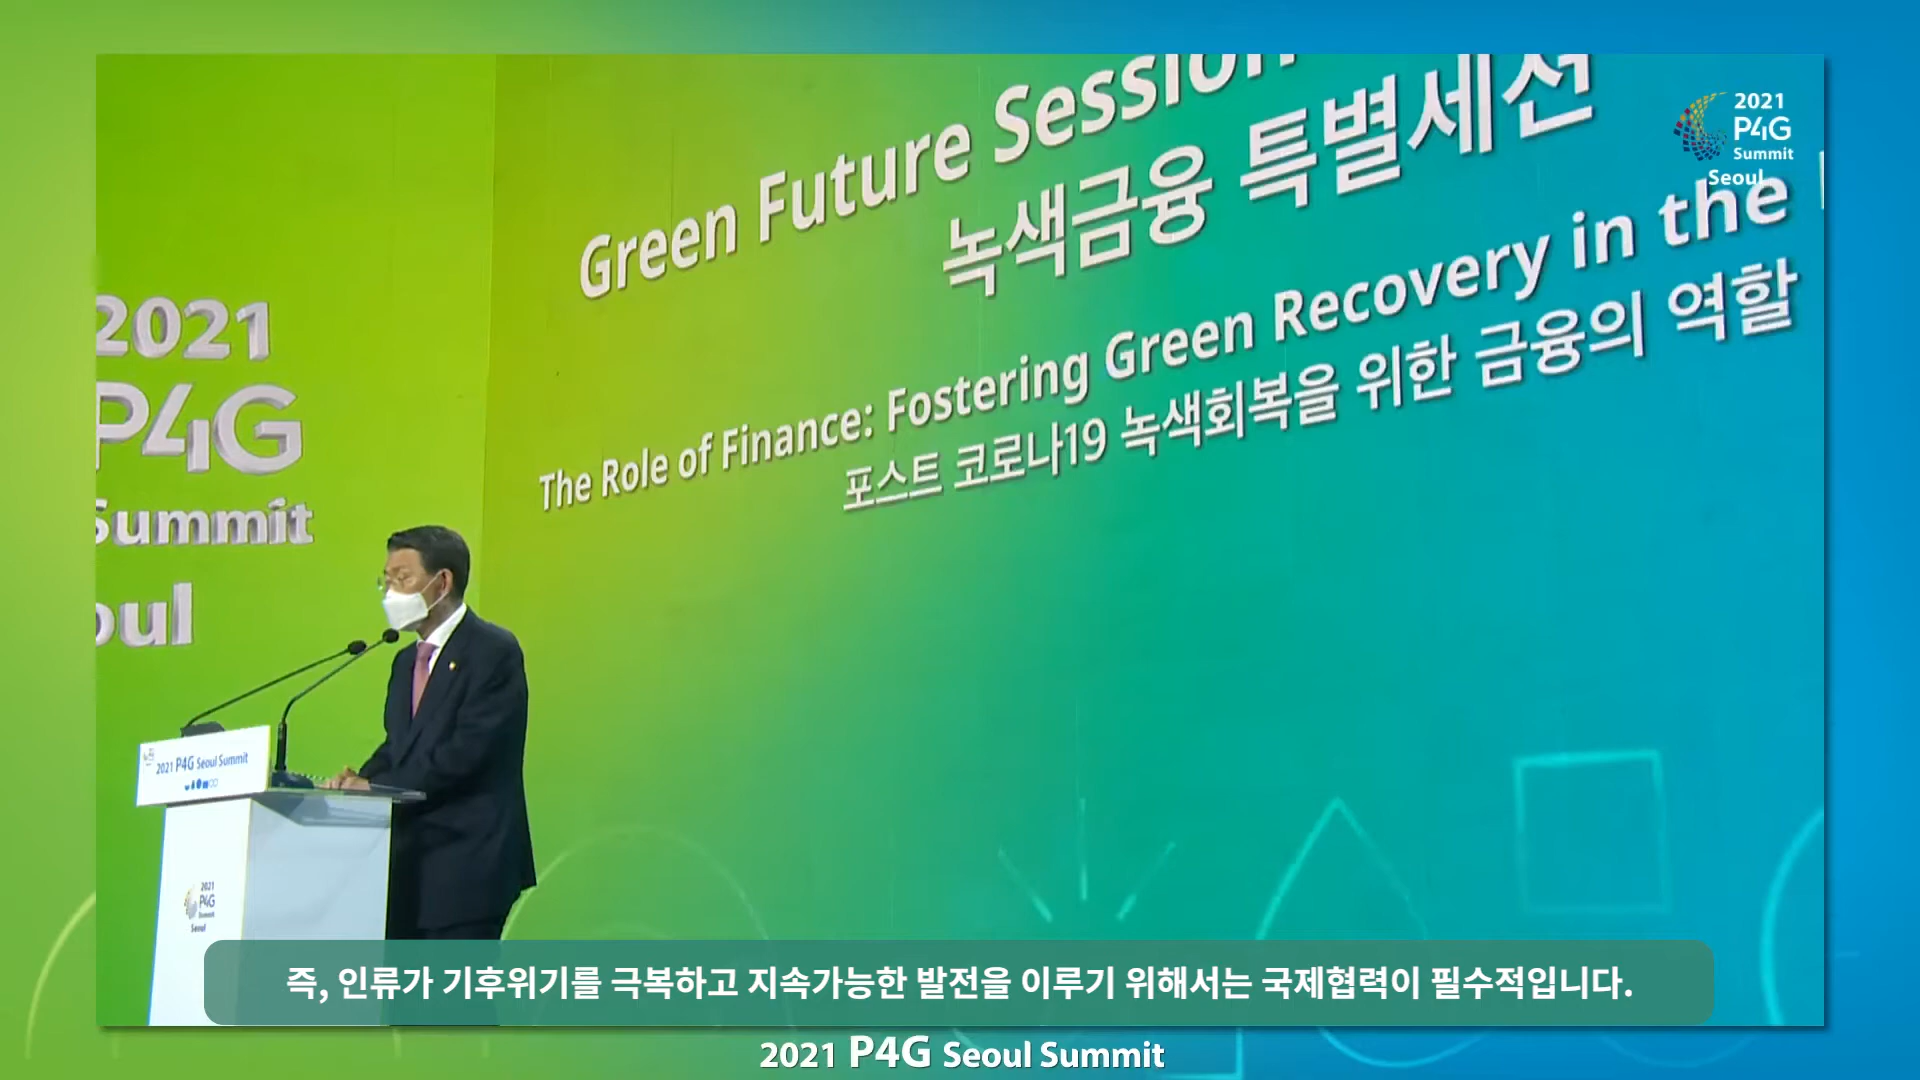 Green Future Session
녹색금융 특별세션
The Role of Finance: Fostering Green Recovery in the
포스트 코로나19 녹색회복을 위한 금융의 역할
2021
P4G
Summit
Seoul
2021
P4G
Summit
oul
2021 P4G Seoul Summit
2021
P4G
Summit
Seoul
즉, 인류가 기후위기를 극복하고 지속가능한 발전을 이루기 위해서는 국제협력이 필수적입니다.
2021 P4G Seoul Summit